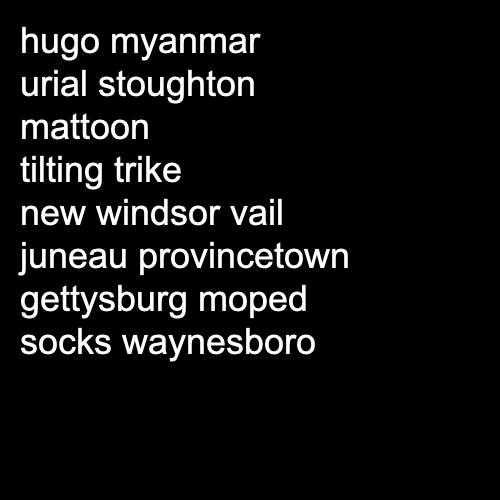 hugo myanmar
urial stoughton
mattoon
tilting trike
new windsor vail
juneau provincetown
gettysburg moped
socks waynesboro